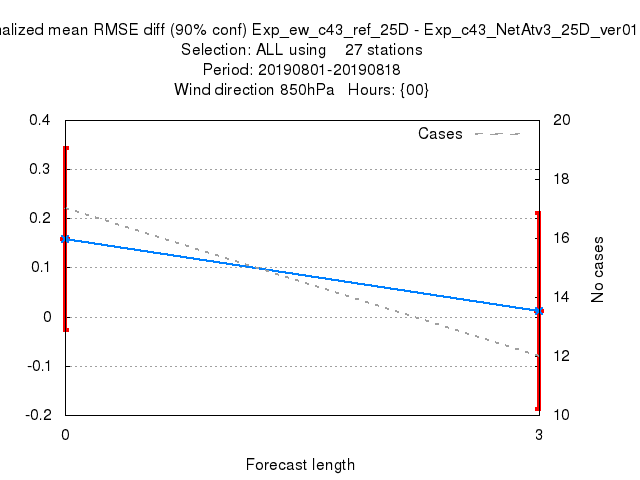 nalized mean RMSE diff (90% conf) Exp_ew_c43_ref_25D - Exp_c43_NetAtv3_25D_ver01
Selection: ALL using 27 stations
Period: 20190801-20190818
Wind direction 850hPa Hours: {00}
0.4
0.3
0.2
0.1
0
-0.1
-0.2
Cases
20
18
16
14
12
10
No cases
0
3
Forecast length